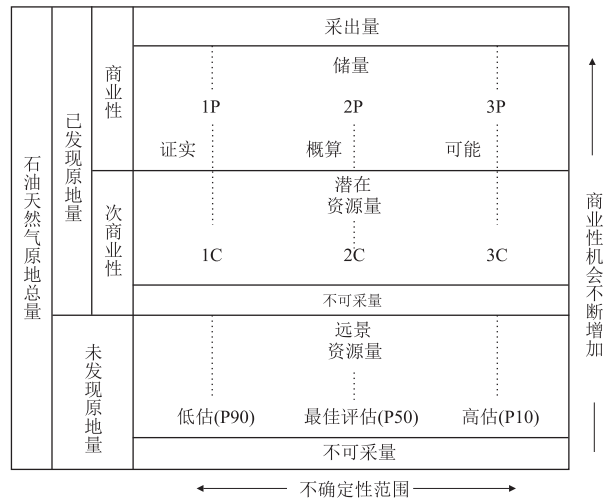 石油天然气原地总量
已发现原地量
商业性
采出量
储量
1P 2P 3P
证实 概算 可能
次商业性
潜在
资源量
1C 2C 3C
不可采量
未发现原地量
远景
资源量
低估(P90) 最佳评估(P50) 高估(P10)
不可采量
商业性机会不断增加
不确定性范围